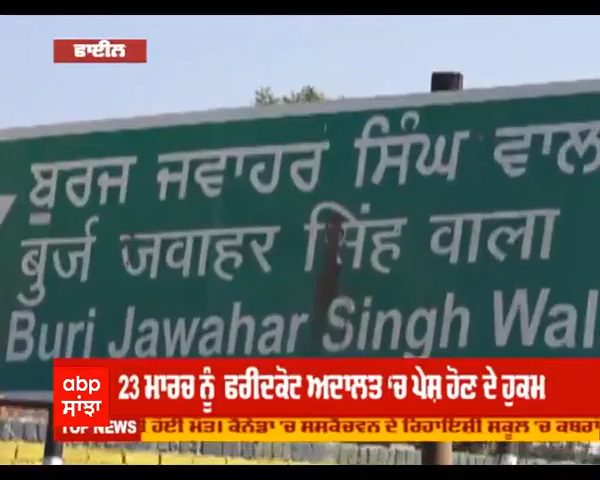 ਫਾਈਲ
ਬੂਰਜ ਜਵਾਹਰ ਸਿੰਘ ਵਾਲ
बुर्ज जवाहर सिंह वाला
Burj Jawahar Singh Wal
abp ਸਾਂਝਾ
23 ਮਾਰਚ ਨੂੰ ਫਰੀਦਕੋਟ ਅਦਾਲਤ 'ਚ ਪੇਸ਼ ਹੋਣ ਦੇ ਹੁਕਮ
TOP NEWS
ਹੋਈ ਮੌਤ। ਕੈਨੇਡਾ 'ਚ ਸਸਕੈਚਵਨ ਦੇ ਰਿਹਾਇਸ਼ੀ ਸਕੂਲ 'ਚ ਕਬਰਾ